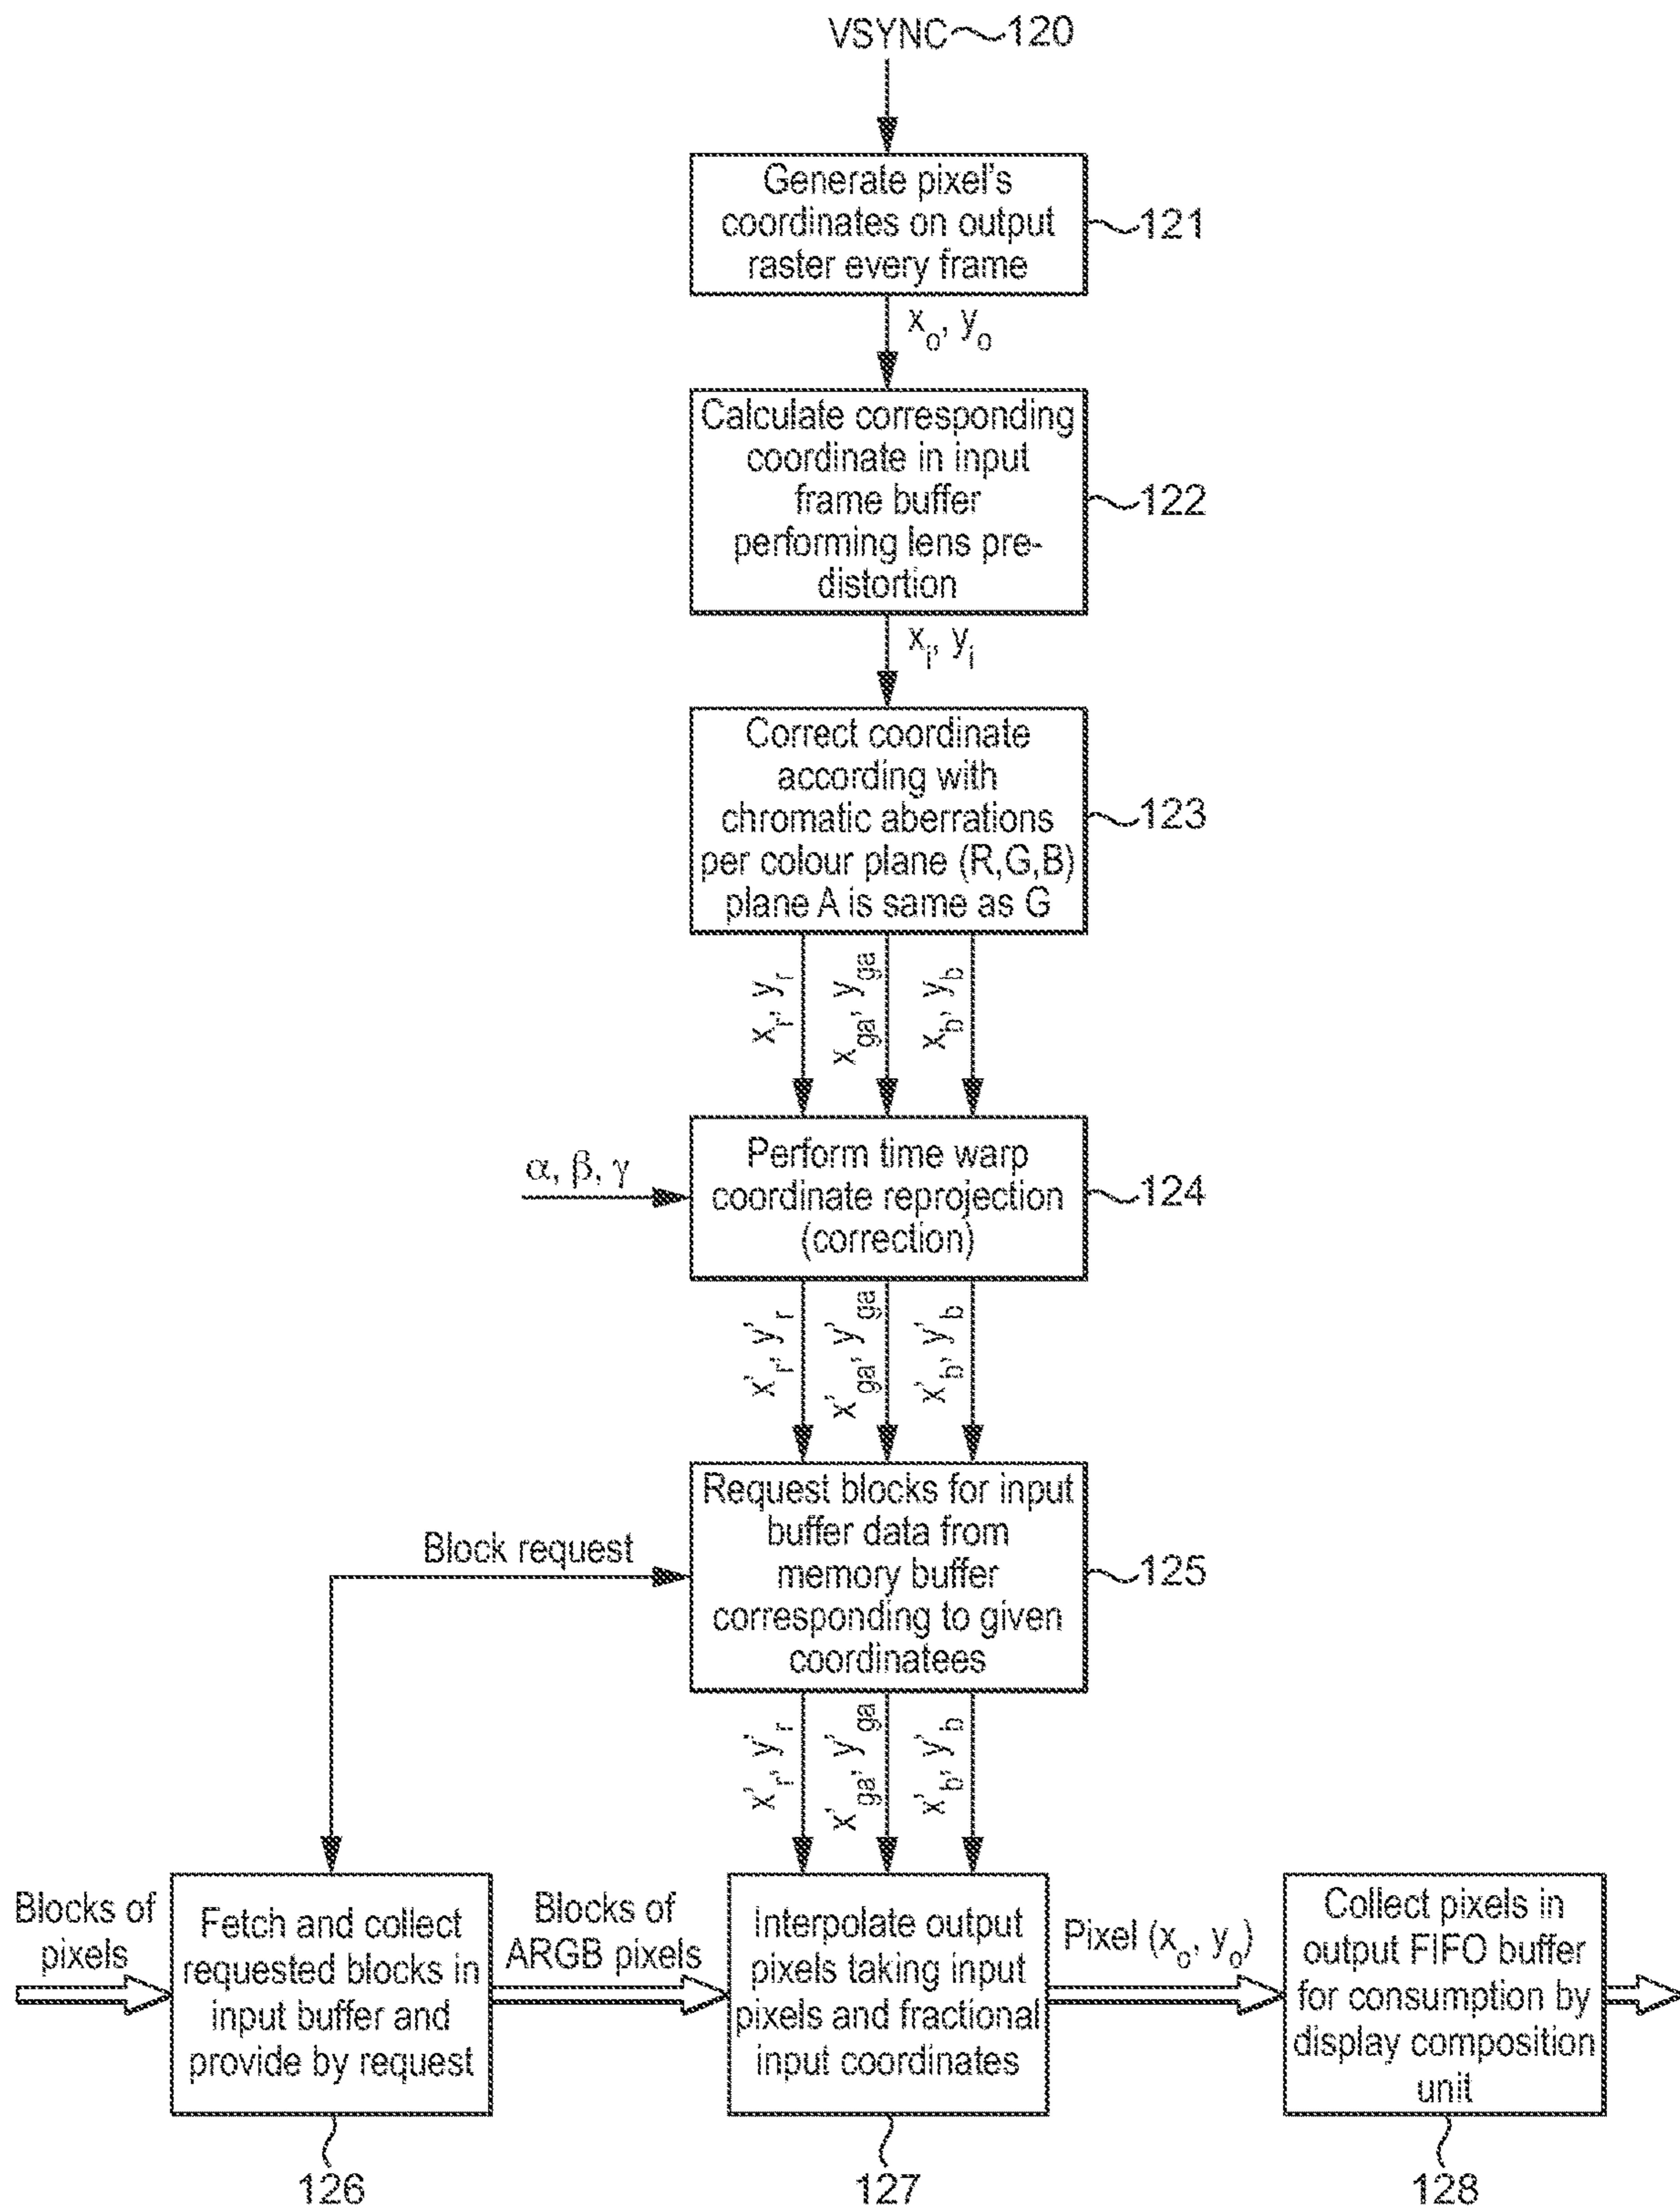 VSYNC 120
Generate pixel's
coordinates on output
raster every frame
121
xo, yo
Calculate corresponding
coordinate in input
frame buffer
performing lens pre-
distortion
122
xi, yi
Correct coordinate
according with
chromatic aberrations
per colour plane (R,G,B)
plane A is same as G
123
xr, yr
xga, yga
xb, yb
α, β, γ
Perform time warp
coordinate reprojection
(correction)
124
x'r, y'r
x'ga, y'ga
x'b, y'b
Block request
Request blocks for input
buffer data from
memory buffer
corresponding to given
coordinatees
125
x'r, y'r
x'ga, y'ga
x'b, y'b
Blocks of
pixels
Fetch and collect
requested blocks in
input buffer and
provide by request
126
Blocks of
ARGB pixels
Interpolate output
pixels taking input
pixels and fractional
input coordinates
127
Pixel (xo, yo)
Collect pixels in
output FIFO buffer
for consumption by
display composition
unit
128